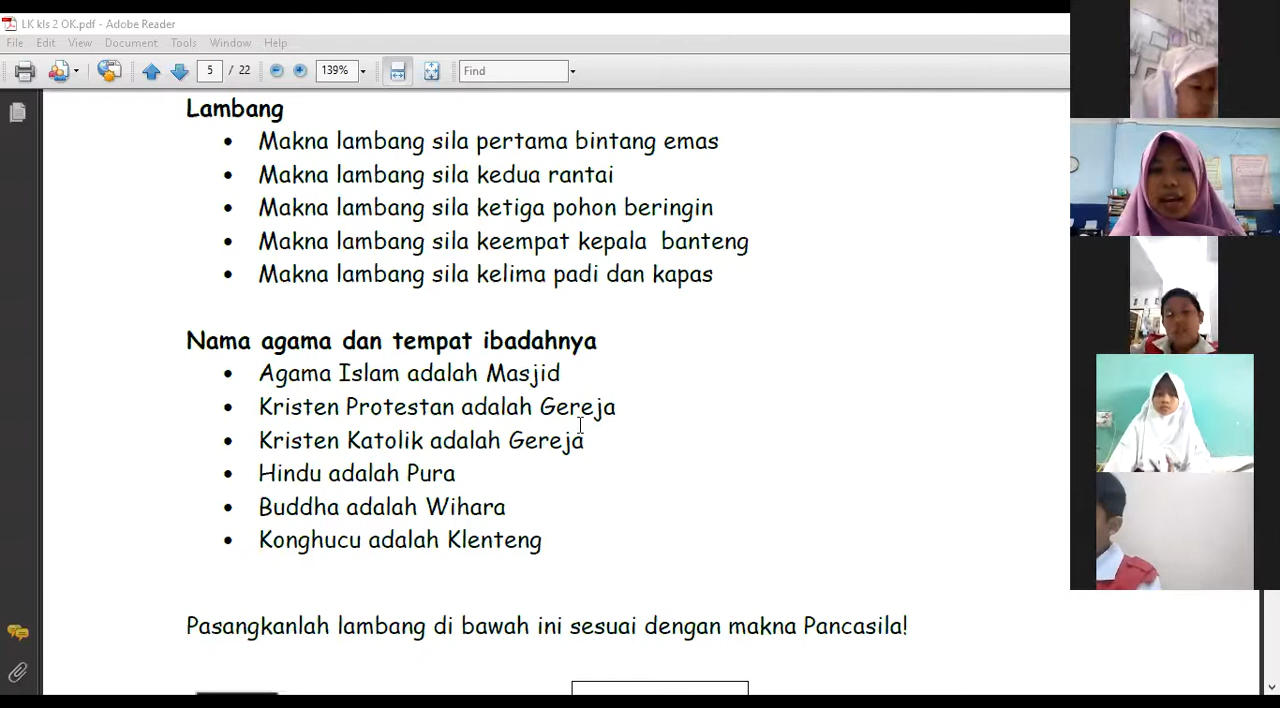 LK kls 2 OK.pdf - Adobe Reader
File Edit View Document Tools Window Help
5 / 22 139% Find
Lambang
• Makna lambang sila pertama bintang emas
• Makna lambang sila kedua rantai
• Makna lambang sila ketiga pohon beringin
• Makna lambang sila keempat kepala banteng
• Makna lambang sila kelima padi dan kapas
Nama agama dan tempat ibadahnya
• Agama Islam adalah Masjid
• Kristen Protestan adalah Gereja
• Kristen Katolik adalah Gereja
• Hindu adalah Pura
• Buddha adalah Wihara
• Konghucu adalah Klenteng
Pasangkanlah lambang di bawah ini sesuai dengan makna Pancasila!